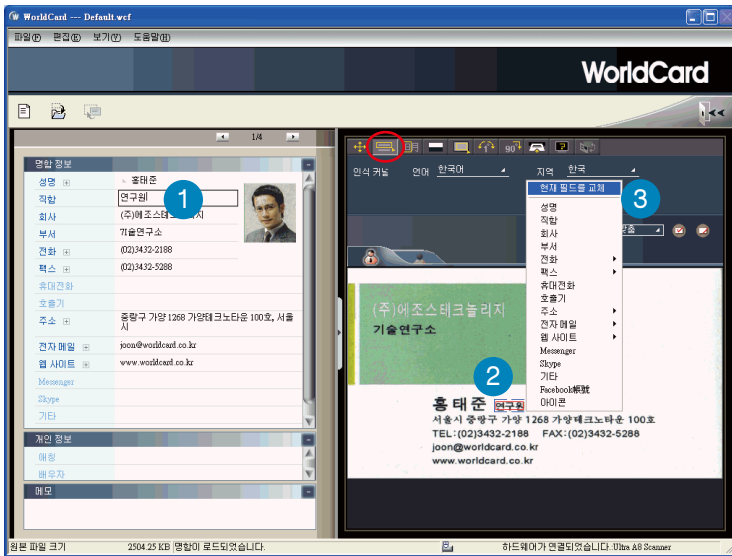 WorldCard --- Default.wcf
파일(F) 편집(E) 보기(V) 도움말(H)
WorldCard
1/4
명함 정보
성명 홍태준
직함 연구원
회사 (주)에조스테크놀리지
부서 기술연구소
전화 (02)3432-2188
팩스 (02)3432-5288
휴대전화
호출기
주소 중랑구 가양 1268 가양테크노타운 100호, 서울시
전자 메일 joon@worldcard.co.kr
웹 사이트 www.worldcard.co.kr
Messenger
Skype
기타
개인 정보
애칭
배우자
메모
1
인식 커널 언어 한국어 지역 한국
90°
현재 필드를 교체
성명
직함
회사
부서
전화
팩스
휴대전화
호출기
주소
전자 메일
웹 사이트
Messenger
Skype
기타
Facebook帳號
아이콘
3
(주)에조스테크놀리지
기술연구소
2
홍태준 연구원
서울시 중랑구 가양 1268 가양테크노타운 100호
TEL:(02)3432-2188 FAX:(02)3432-5288
joon@worldcard.co.kr
www.worldcard.co.kr
원본 파일 크기 2504.25 KB 명함이 로드되었습니다. 하드웨어가 연결되었습니다.:Ultra A8 Scanner